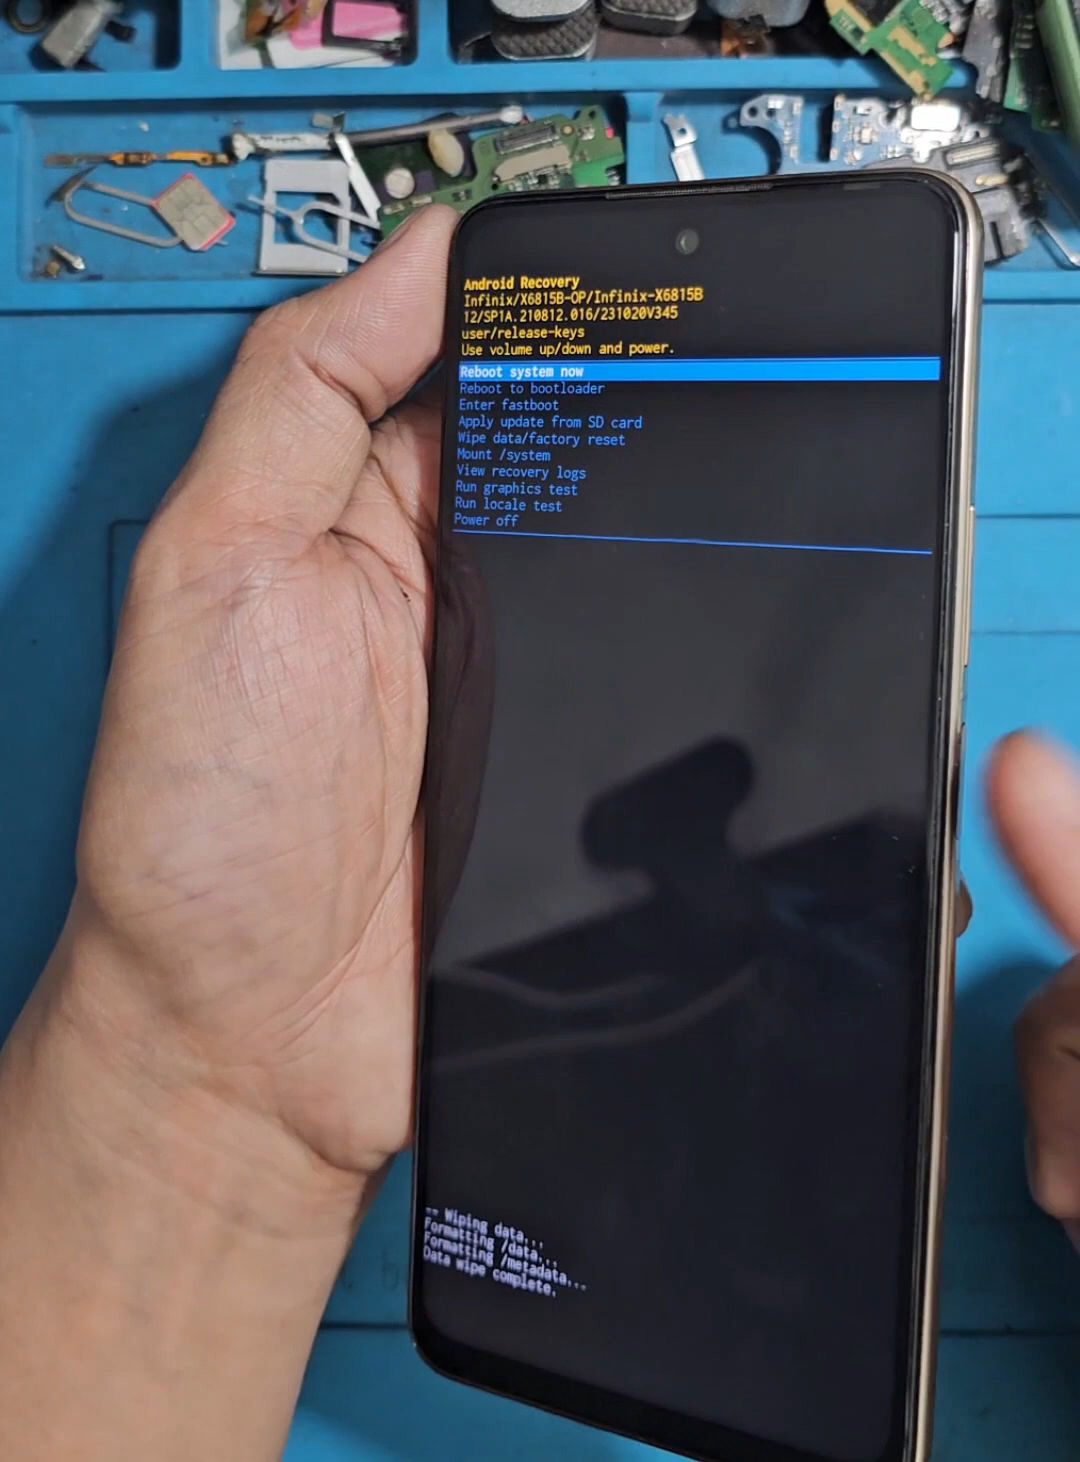 Android Recovery
Infinix/X6815B-OP/Infinix-X6815B
12/SP1A.210812.016/231020V345
user/release-keys
Use volume up/down and power.
Reboot system now
Reboot to bootloader
Enter fastboot
Apply update from SD card
Wipe data/factory reset
Mount /system
View recovery logs
Run graphics test
Run locale test
Power off
-- Wiping data...
Formatting /data...
Formatting /metadata...
Data wipe complete.